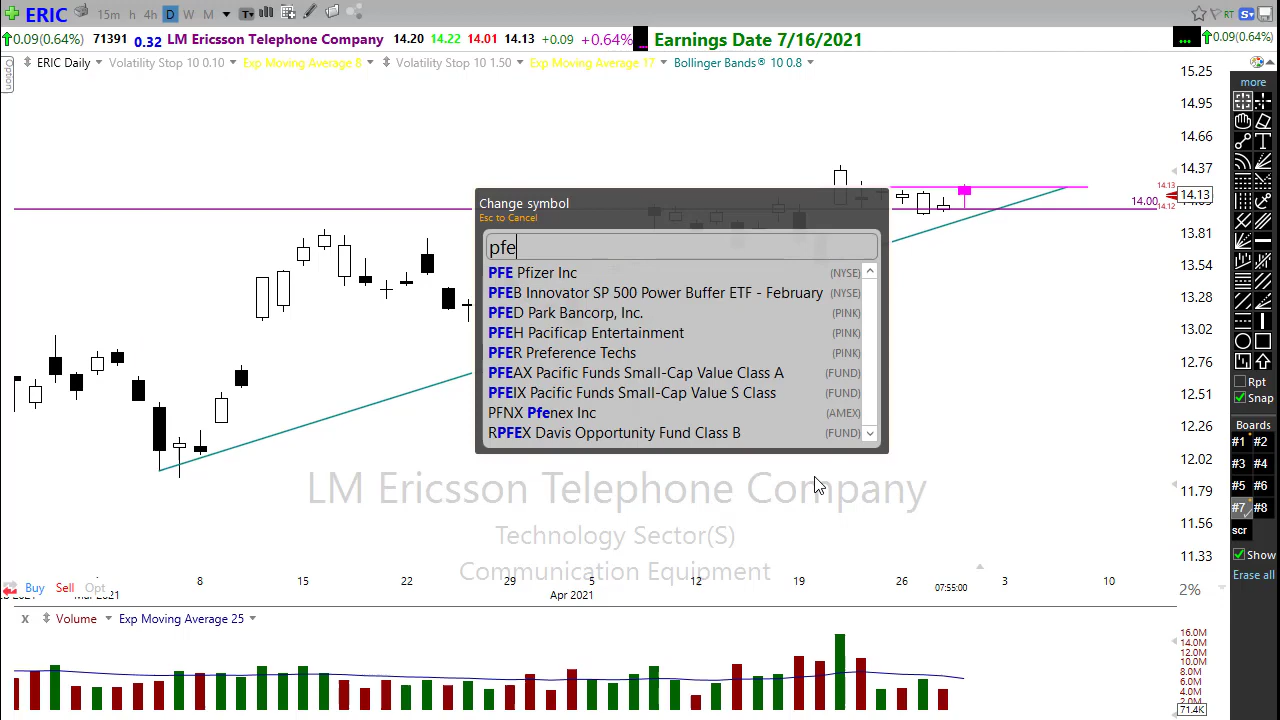 ERIC 15m h 4h D W M T
0.09(0.64%) 71391 0.32 LM Ericsson Telephone Company 14.20 14.22 14.01 14.13 +0.09 +0.64% ... Earnings Date 7/16/2021 ... 0.09(0.64%)
RT S
ERIC Daily Volatility Stop 10 0.10 Exp Moving Average 8 Volatility Stop 10 1.50 Exp Moving Average 17 Bollinger Bands® 10 0.8
Option
more
15.25
14.95
14.66
14.37
14.13
14.13
14.00
14.12
13.81
13.54
13.28
13.02
12.76
12.50
12.26
12.02
11.79
11.56
11.33
Change symbol
Esc to Cancel
pfe
PFE Pfizer Inc (NYSE)
PFEB Innovator SP 500 Power Buffer ETF - February (NYSE)
PFED Park Bancorp, Inc. (PINK)
PFEH Pacificap Entertainment (PINK)
PFER Preference Techs (PINK)
PFEAX Pacific Funds Small-Cap Value Class A (FUND)
PFEIX Pacific Funds Small-Cap Value S Class (FUND)
PFNX Pfenex Inc (AMEX)
RPFEX Davis Opportunity Fund Class B (FUND)
LM Ericsson Telephone Company
Technology Sector(S)
Communication Equipment
Rpt
Snap
Boards
#1 #2
#3 #4
#5 #6
#7 #8
scr
Show
Erase all
Buy Sell Opt
8 15 22 29 5 12 19 26 3 10
07:55:00
2%
Mar 2021 Apr 2021
x Volume Exp Moving Average 25
16.0M
14.0M
12.0M
10.0M
8.0M
6.0M
4.0M
2.0M
71.4K